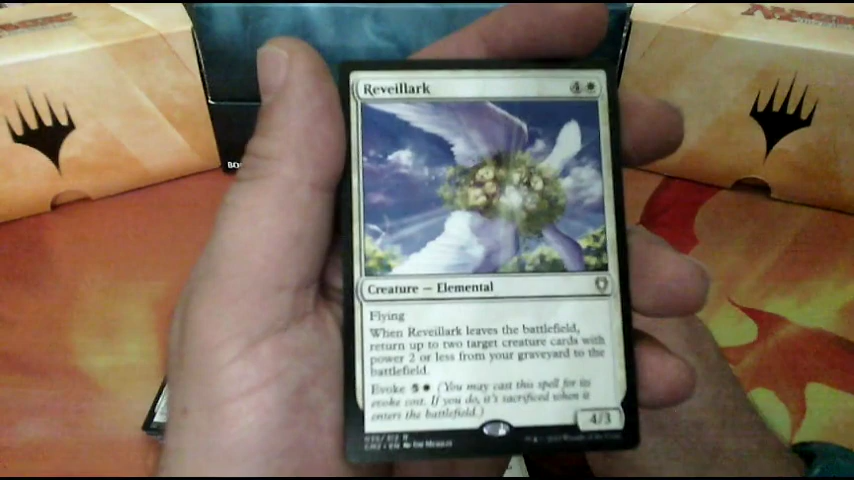 Reveillark 4
Creature — Elemental
Flying
When Reveillark leaves the battlefield,
return up to two target creature cards with
power 2 or less from your graveyard to the
battlefield.
Evoke 5 (You may cast this spell for its
evoke cost. If you do, it's sacrificed when it
enters the battlefield.)
4/3